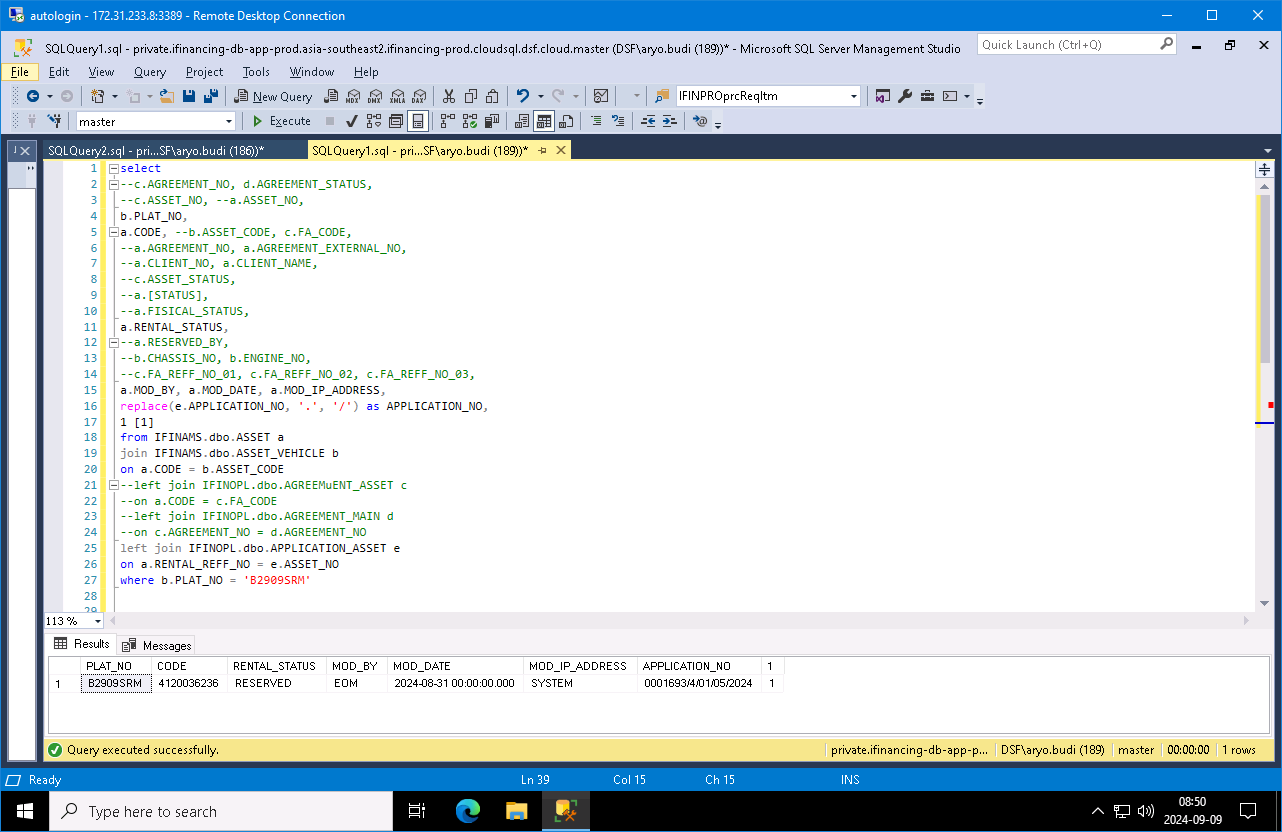 autologin - 172.31.233.8:3389 - Remote Desktop Connection
SQLQuery1.sql - private.ifinancing-db-app-prod.asia-southeast2.ifinancing-prod.cloudsql.dsf.cloud.master (DSF\aryo.budi (189))* - Microsoft SQL Server Management Studio
Quick Launch (Ctrl+Q)
File Edit View Query Project Tools Window Help
New Query MDX DMX XMLA DAX IFINPROprcReqItm
master Execute
SQLQuery2.sql - pri...SF\aryo.budi (186))* SQLQuery1.sql - pri...SF\aryo.budi (189))*
1 select
2 --c.AGREEMENT_NO, d.AGREEMENT_STATUS,
3 --c.ASSET_NO, --a.ASSET_NO,
4 b.PLAT_NO,
5 a.CODE, --b.ASSET_CODE, c.FA_CODE,
6 --a.AGREEMENT_NO, a.AGREEMENT_EXTERNAL_NO,
7 --a.CLIENT_NO, a.CLIENT_NAME,
8 --c.ASSET_STATUS,
9 --a.[STATUS],
10 --a.FISICAL_STATUS,
11 a.RENTAL_STATUS,
12 --a.RESERVED_BY,
13 --b.CHASSIS_NO, b.ENGINE_NO,
14 --c.FA_REFF_NO_01, c.FA_REFF_NO_02, c.FA_REFF_NO_03,
15 a.MOD_BY, a.MOD_DATE, a.MOD_IP_ADDRESS,
16 replace(e.APPLICATION_NO, '.', '/') as APPLICATION_NO,
17 1 [1]
18 from IFINAMS.dbo.ASSET a
19 join IFINAMS.dbo.ASSET_VEHICLE b
20 on a.CODE = b.ASSET_CODE
21 --left join IFINOPL.dbo.AGREEMuENT_ASSET c
22 --on a.CODE = c.FA_CODE
23 --left join IFINOPL.dbo.AGREEMENT_MAIN d
24 --on c.AGREEMENT_NO = d.AGREEMENT_NO
25 left join IFINOPL.dbo.APPLICATION_ASSET e
26 on a.RENTAL_REFF_NO = e.ASSET_NO
27 where b.PLAT_NO = 'B2909SRM'
28
29
113 %
Results Messages
PLAT_NO CODE RENTAL_STATUS MOD_BY MOD_DATE MOD_IP_ADDRESS APPLICATION_NO 1
1 B2909SRM 4120036236 RESERVED EOM 2024-08-31 00:00:00.000 SYSTEM 0001693/4/01/05/2024 1
Query executed successfully. private.ifinancing-db-app-p... DSF\aryo.budi (189) master 00:00:00 1 rows
Ready Ln 39 Col 15 Ch 15 INS
Type here to search 08:50
2024-09-09